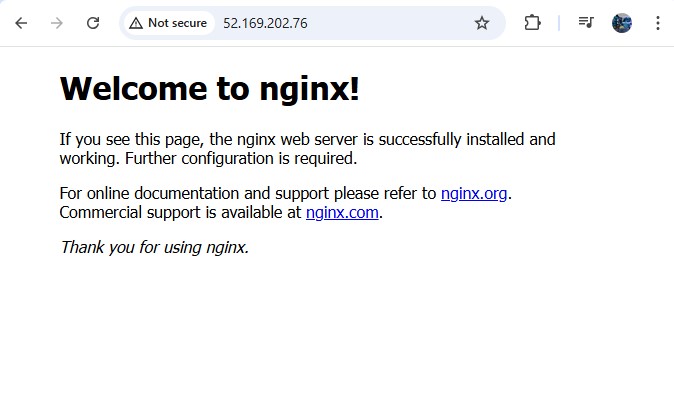 Not secure
52.169.202.76
Welcome to nginx!
If you see this page, the nginx web server is successfully installed and
working. Further configuration is required.
For online documentation and support please refer to nginx.org.
Commercial support is available at nginx.com.
Thank you for using nginx.